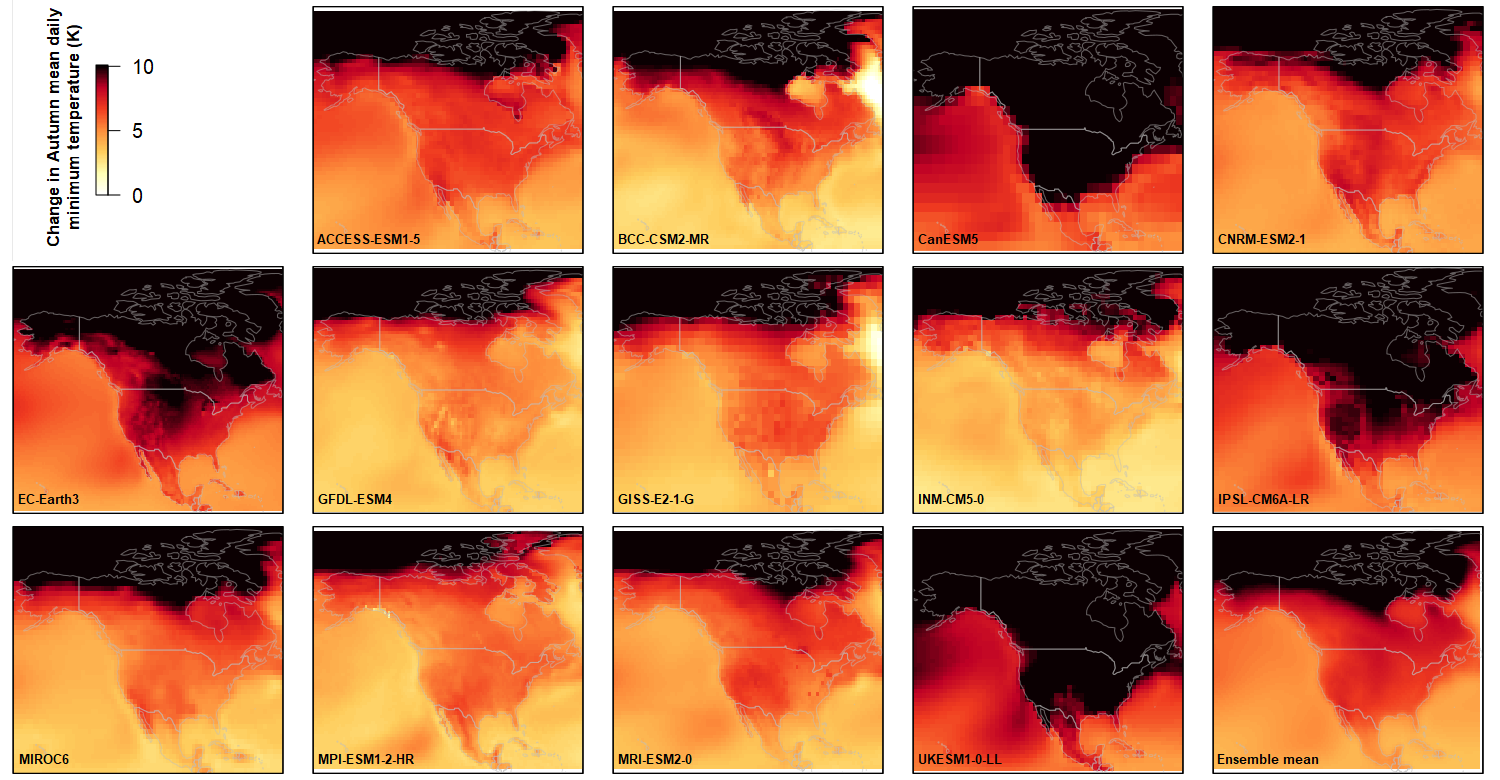 Change in Autumn mean daily
minimum temperature (K)
10
5
0
ACCESS-ESM1-5
BCC-CSM2-MR
CanESM5
CNRM-ESM2-1
EC-Earth3
GFDL-ESM4
GISS-E2-1-G
INM-CM5-0
IPSL-CM6A-LR
MIROC6
MPI-ESM1-2-HR
MRI-ESM2-0
UKESM1-0-LL
Ensemble mean